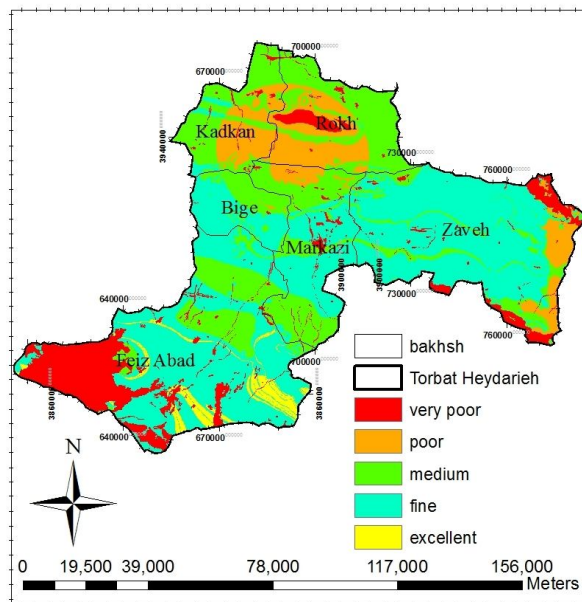 700000
670000
Kadkan
Rokh
3940000
730000
760000
Bige
Zaveh
Markazi
3900000
3900000
730000
640000
760000
Feiz Abad
700000
3860000
3860000
640000
670000
bakhsh
Torbat Heydarieh
very poor
poor
medium
fine
excellent
N
0 19,500 39,000 78,000 117,000 156,000
Meters